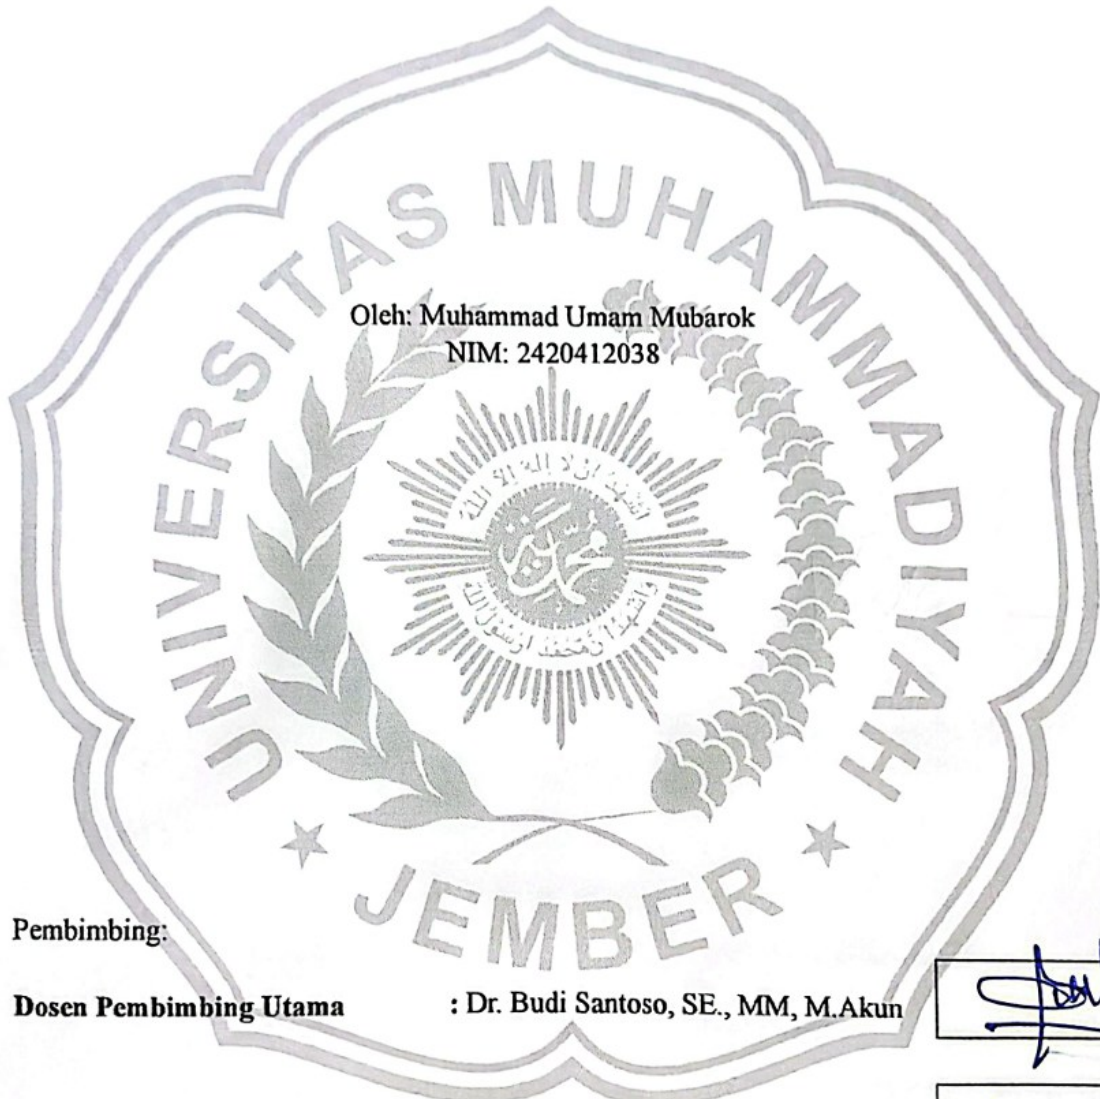 UNIVERSITAS MUHAMMADIYAH
Oleh: Muhammad Umam Mubarok
NIM: 2420412038
JEMBER
Pembimbing:
Dosen Pembimbing Utama : Dr. Budi Santoso, SE., MM, M.Akun